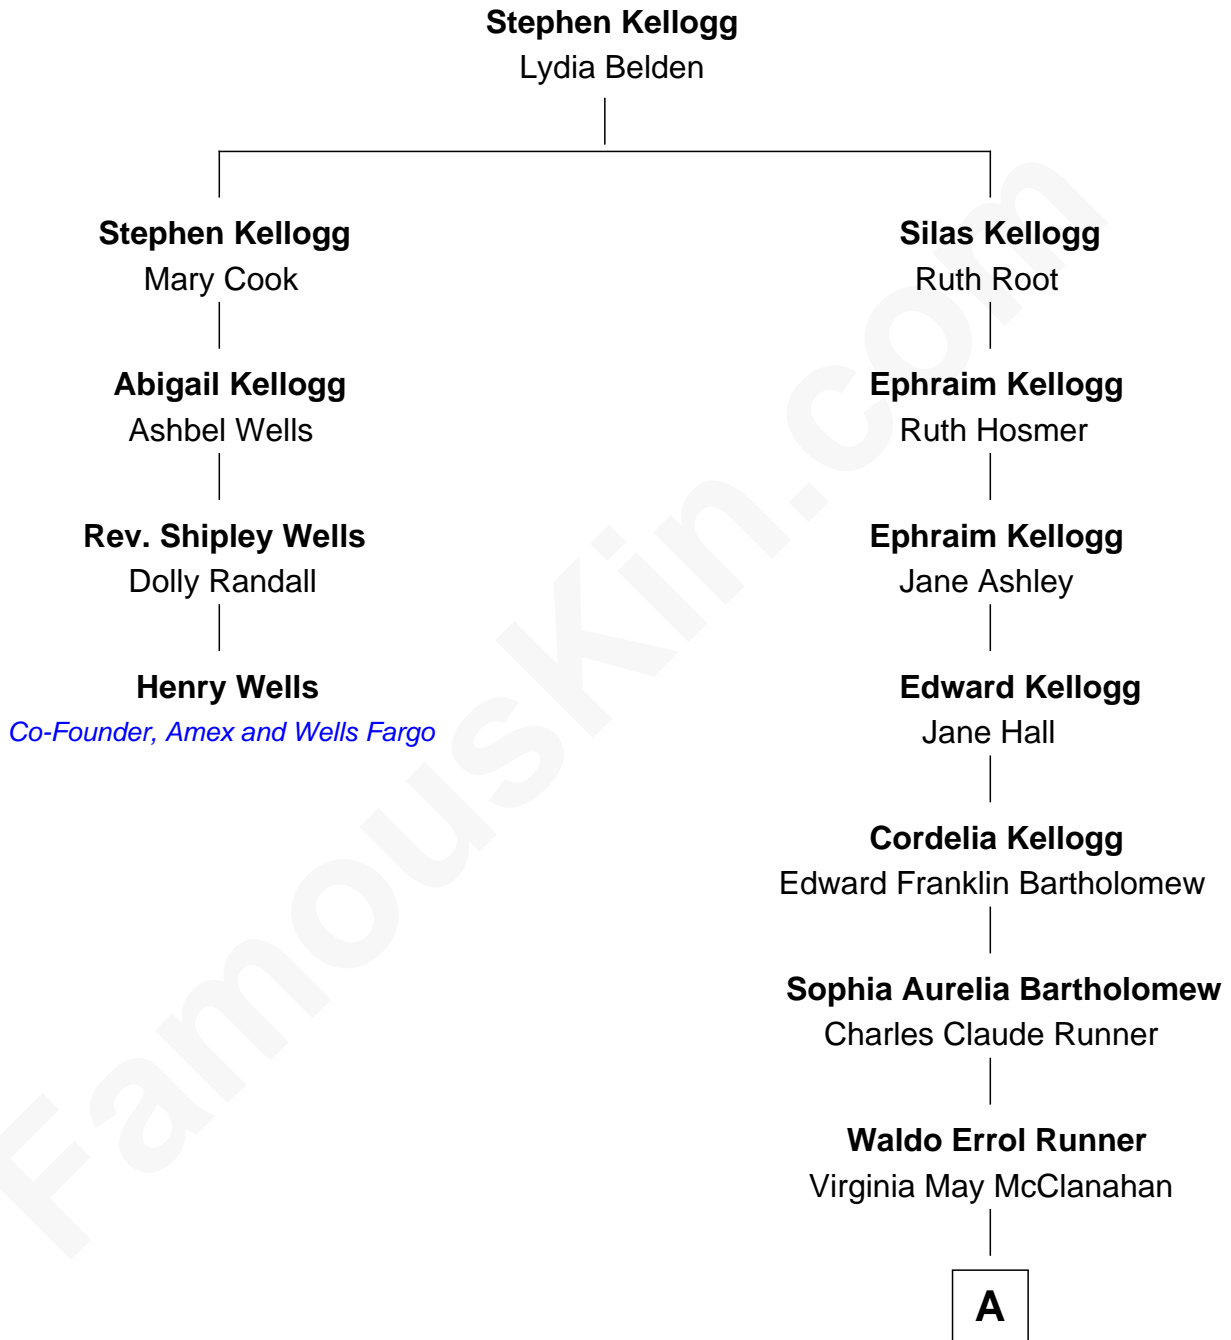 Stephen Kellogg
Lydia Belden
Stephen Kellogg
Mary Cook
Abigail Kellogg
Ashbel Wells
Rev. Shipley Wells
Dolly Randall
Henry Wells
Co-Founder, Amex and Wells Fargo
Silas Kellogg
Ruth Root
Ephraim Kellogg
Ruth Hosmer
Ephraim Kellogg
Jane Ashley
Edward Kellogg
Jane Hall
Cordelia Kellogg
Edward Franklin Bartholomew
Sophia Aurelia Bartholomew
Charles Claude Runner
Waldo Errol Runner
Virginia May McClanahan
A
FamousKin.com